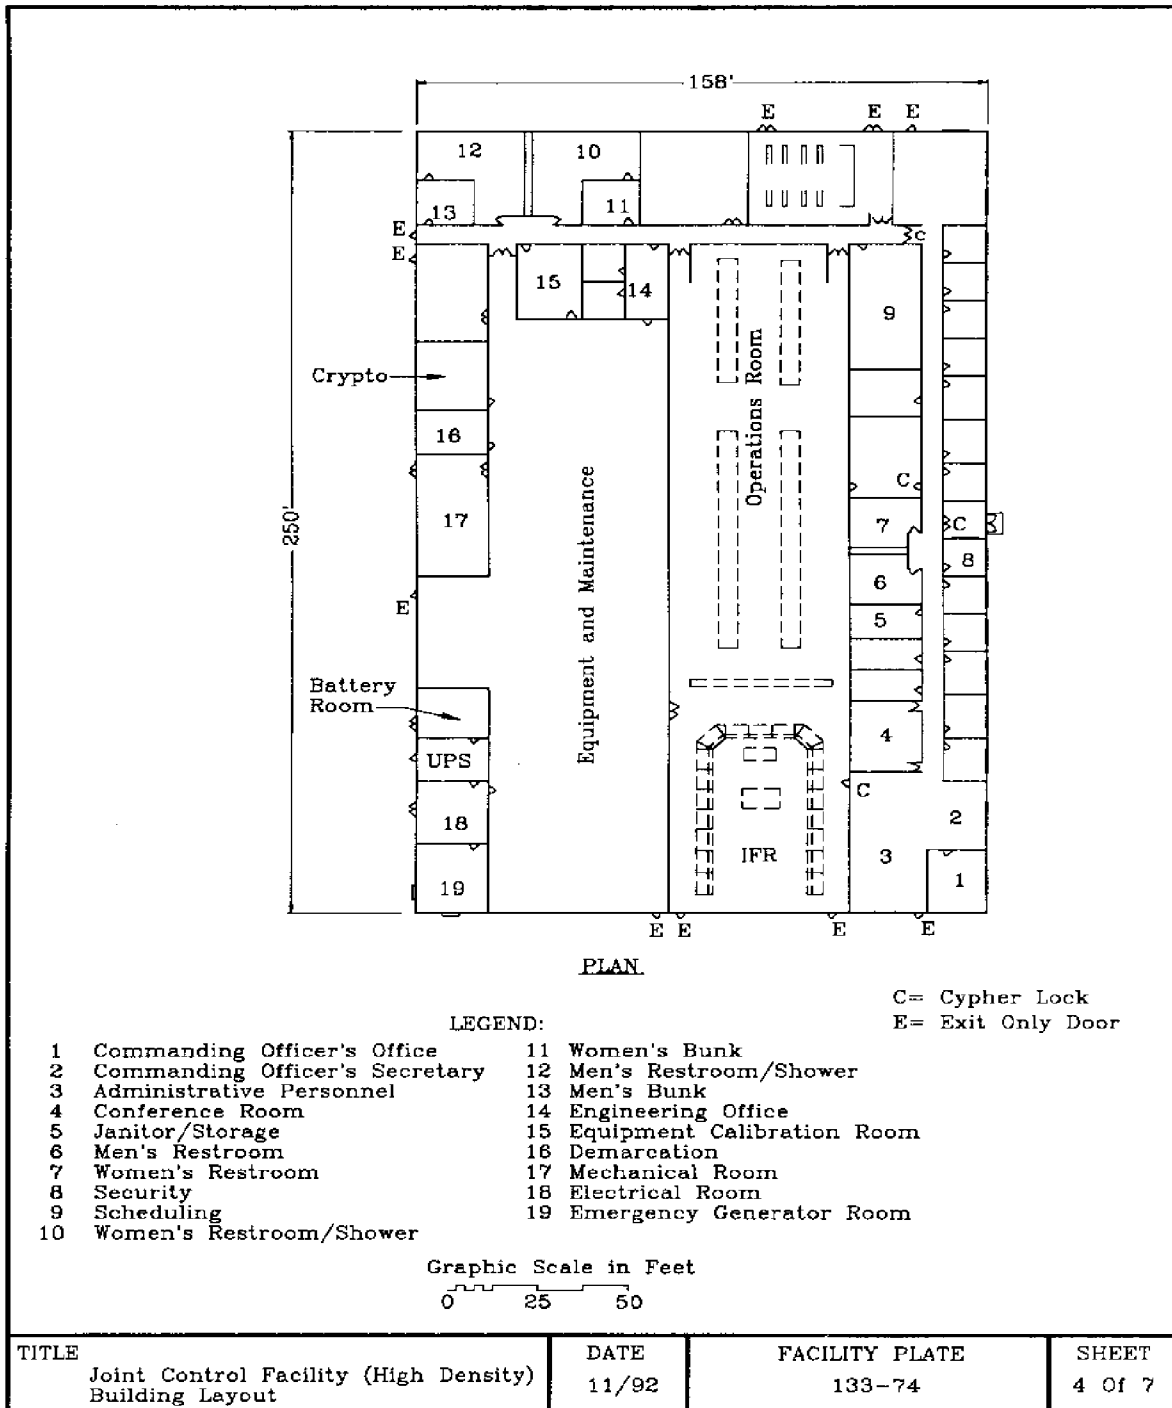 158'
E E E
12 10
13 11
E
C
E
15 14
9
Crypto
16
Operations Room
C
250'
17
7 C
Equipment and Maintenance
8
6
E
5
Battery
Room
4
UPS
C
18
2
IFR 3
19 1
E E E E
PLAN
C= Cypher Lock
E= Exit Only Door
LEGEND:
1 Commanding Officer's Office
2 Commanding Officer's Secretary
3 Administrative Personnel
4 Conference Room
5 Janitor/Storage
6 Men's Restroom
7 Women's Restroom
8 Security
9 Scheduling
10 Women's Restroom/Shower
11 Women's Bunk
12 Men's Restroom/Shower
13 Men's Bunk
14 Engineering Office
15 Equipment Calibration Room
16 Demarcation
17 Mechanical Room
18 Electrical Room
19 Emergency Generator Room
Graphic Scale in Feet
0 25 50
TITLE
Joint Control Facility (High Density)
Building Layout
DATE
11/92
FACILITY PLATE
133-74
SHEET
4 Of 7